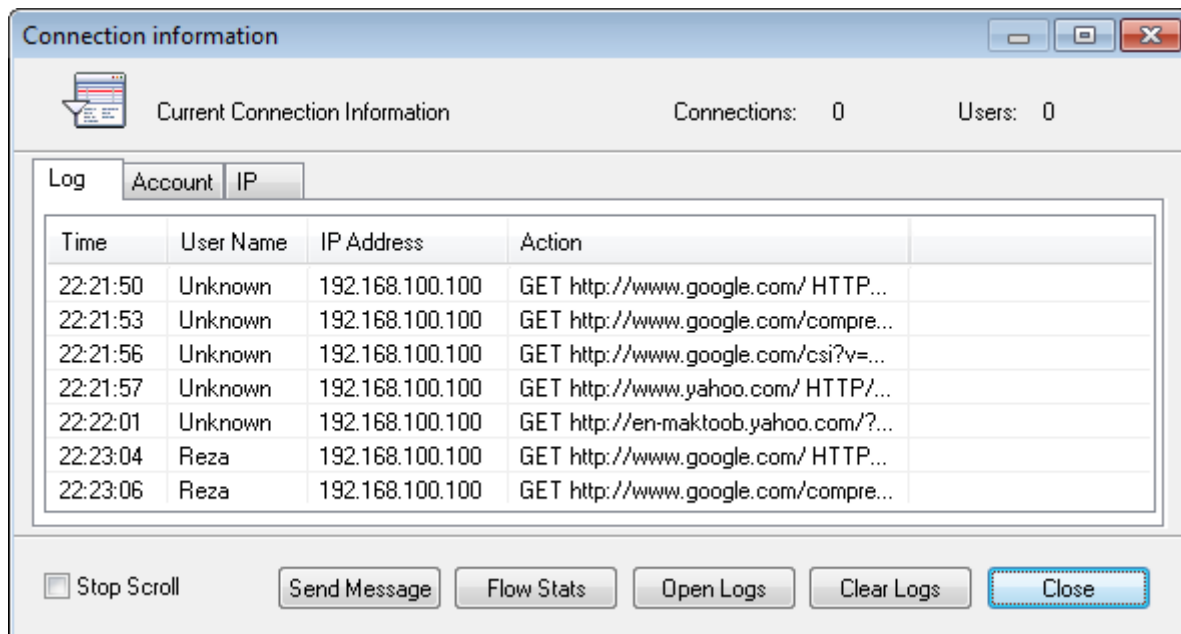 Connection information
Current Connection Information Connections: 0 Users: 0
Log Account IP
Time User Name IP Address Action
22:21:50 Unknown 192.168.100.100 GET http://www.google.com/ HTTP...
22:21:53 Unknown 192.168.100.100 GET http://www.google.com/compre...
22:21:56 Unknown 192.168.100.100 GET http://www.google.com/csi?v=...
22:21:57 Unknown 192.168.100.100 GET http://www.yahoo.com/ HTTP/...
22:22:01 Unknown 192.168.100.100 GET http://en-maktoob.yahoo.com/?...
22:23:04 Reza 192.168.100.100 GET http://www.google.com/ HTTP...
22:23:06 Reza 192.168.100.100 GET http://www.google.com/compre...
Stop Scroll Send Message Flow Stats Open Logs Clear Logs Close